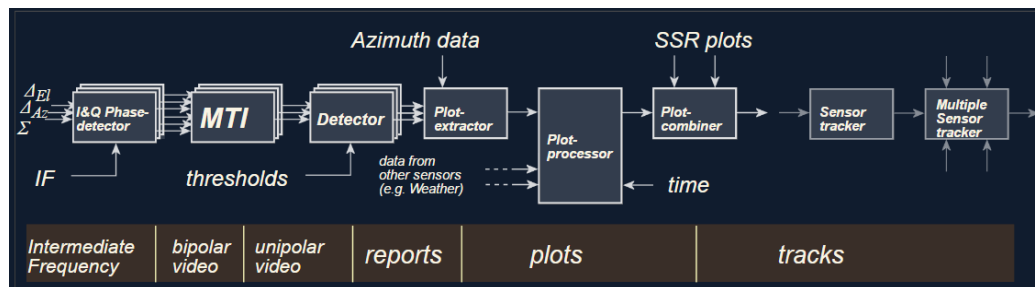 Azimuth data
SSR plots
ΔEl
ΔAz
Σ
I&Q Phase-
detector
MTI
Detector
Plot-
extractor
Plot-
processor
Plot-
combiner
Sensor
tracker
Multiple
Sensor
tracker
IF
thresholds
data from
other sensors
(e.g. Weather)
time
Intermediate
Frequency
bipolar
video
unipolar
video
reports
plots
tracks